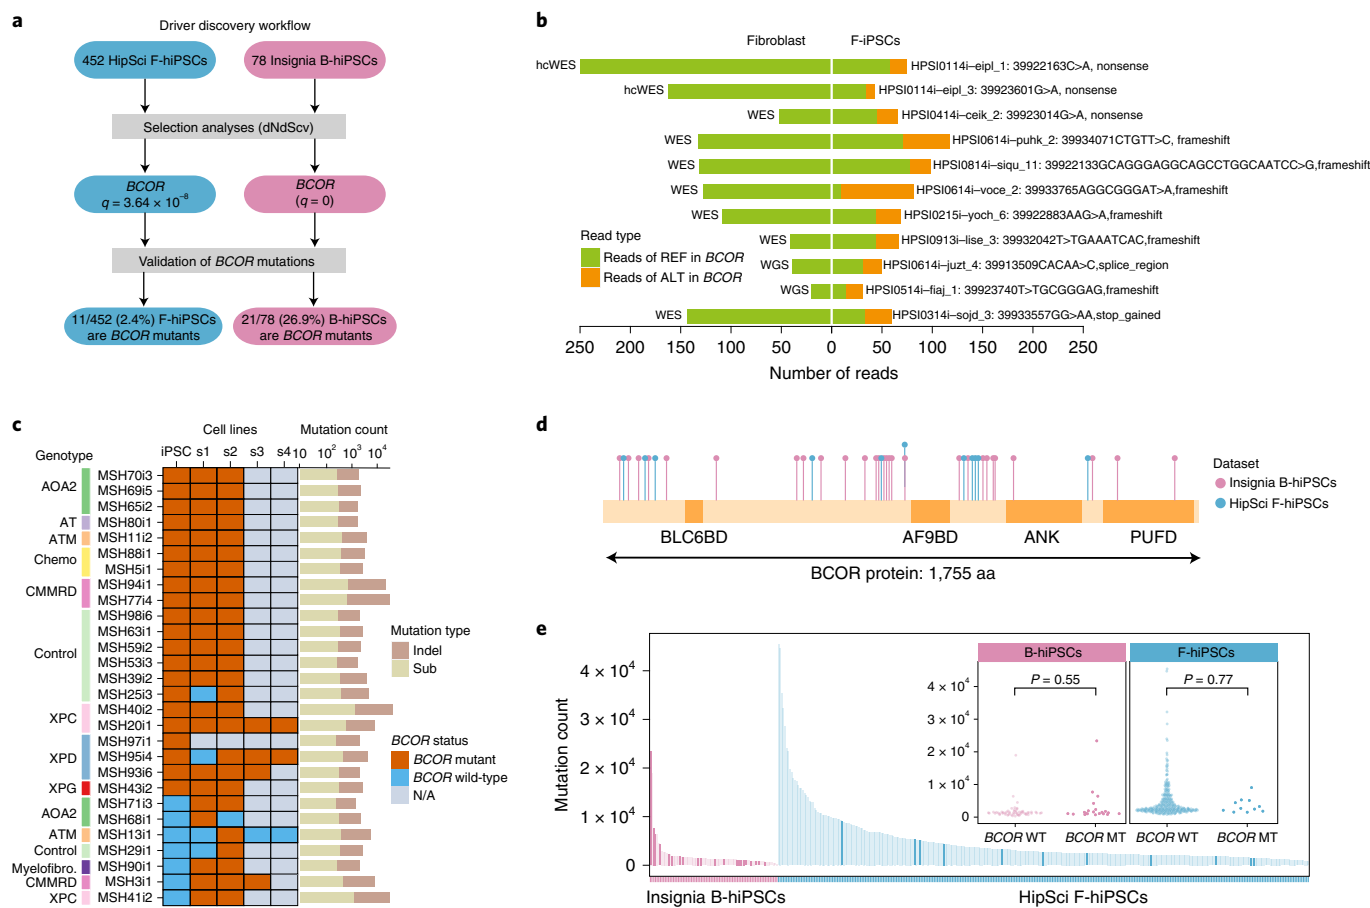 a
Driver discovery workflow
452 HipSci F-hiPSCs
78 Insignia B-hiPSCs
Selection analyses (dNdScv)
BCOR
q = 3.64 × 10⁻⁸
BCOR
(q = 0)
Validation of BCOR mutations
11/452 (2.4%) F-hiPSCs
are BCOR mutants
21/78 (26.9%) B-hiPSCs
are BCOR mutants
b
Fibroblast
F-iPSCs
hcWES
HPSI0114i–eipl_1: 39922163C>A, nonsense
hcWES
HPSI0114i–eipl_3: 39923601G>A, nonsense
WES
HPSI0414i–ceik_2: 39923014G>A, nonsense
WES
HPSI0614i–puhk_2: 39934071CTGTT>C, frameshift
WES
HPSI0814i–siqu_11: 39922133GCAGGGAGGCAGCCTGGCAATCC>G,frameshift
WES
HPSI0614i–voce_2: 39933765AGGCGGGAT>A,frameshift
WES
HPSI0215i–yoch_6: 39922883AAG>A,frameshift
WES
HPSI0913i–lise_3: 39932042T>TGAAATCAC,frameshift
WGS
HPSI0614i–juzt_4: 39913509CACAA>C,splice_region
WGS
HPSI0514i–fiaj_1: 39923740T>TGCGGGAG,frameshift
WES
HPSI0314i–sojd_3: 39933557GG>AA,stop_gained
Read type
Reads of REF in BCOR
Reads of ALT in BCOR
250 200 150 100 50 0 50 100 150 200 250
Number of reads
c
Cell lines
Mutation count
Genotype
iPSC s1 s2 s3 s4
10 10² 10³ 10⁴
AOA2
MSH70i3
MSH69i5
MSH65i2
AT
MSH80i1
ATM
MSH11i2
Chemo
MSH88i1
MSH5i1
CMMRD
MSH94i1
MSH77i4
Control
MSH98i6
MSH63i1
MSH59i2
MSH53i3
MSH39i2
MSH25i3
XPC
MSH40i2
MSH20i1
XPD
MSH97i1
MSH95i4
MSH93i6
XPG
MSH43i2
AOA2
MSH71i3
MSH68i1
ATM
MSH13i1
Control
MSH29i1
Myelofibro.
MSH90i1
CMMRD
MSH3i1
XPC
MSH41i2
Mutation type
Indel
Sub
BCOR status
BCOR mutant
BCOR wild-type
N/A
d
BLC6BD
AF9BD
ANK
PUFD
BCOR protein: 1,755 aa
Dataset
Insignia B-hiPSCs
HipSci F-hiPSCs
e
Mutation count
4 × 10⁴
3 × 10⁴
2 × 10⁴
1 × 10⁴
0
Insignia B-hiPSCs
HipSci F-hiPSCs
B-hiPSCs
F-hiPSCs
P = 0.55
P = 0.77
4 × 10⁴
3 × 10⁴
2 × 10⁴
1 × 10⁴
0
BCOR WT
BCOR MT
BCOR WT
BCOR MT